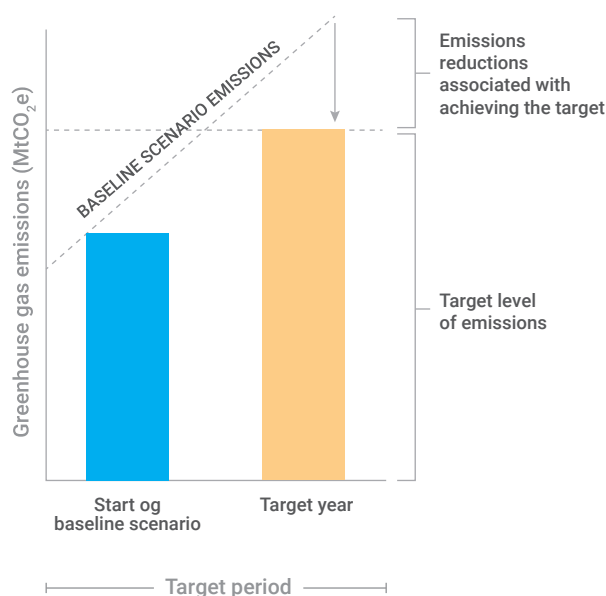 Emissions
reductions
associated with
achieving the target
BASELINE SCENARIO EMISSIONS
Greenhouse gas emissions (MtCO₂e)
Target level
of emissions
Start og
baseline scenario
Target year
Target period